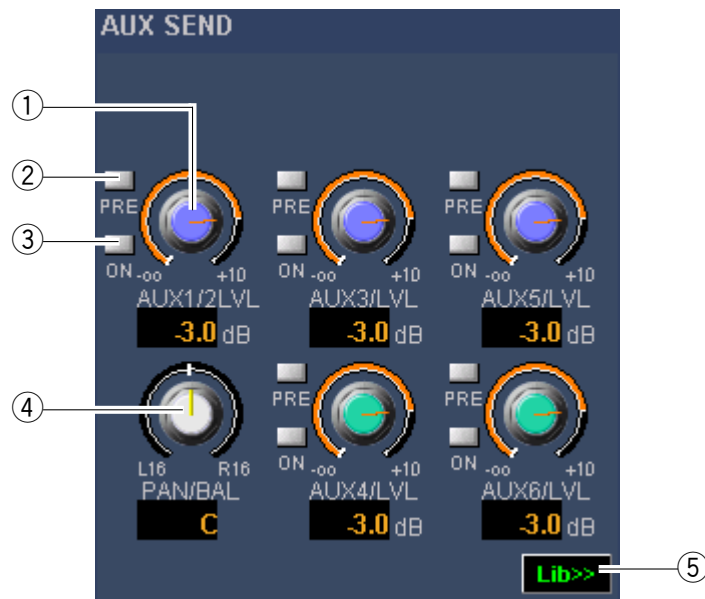 AUX SEND
①
②
PRE PRE PRE
③
ON ON ON
-oo +10 -oo +10 -oo +10
AUX1/2LVL AUX3/LVL AUX5/LVL
-3.0 dB -3.0 dB -3.0 dB
④
PRE PRE
ON ON
L16 R16 -oo +10 -oo +10
PAN/BAL AUX4/LVL AUX6/LVL
C -3.0 dB -3.0 dB
Lib>> ⑤